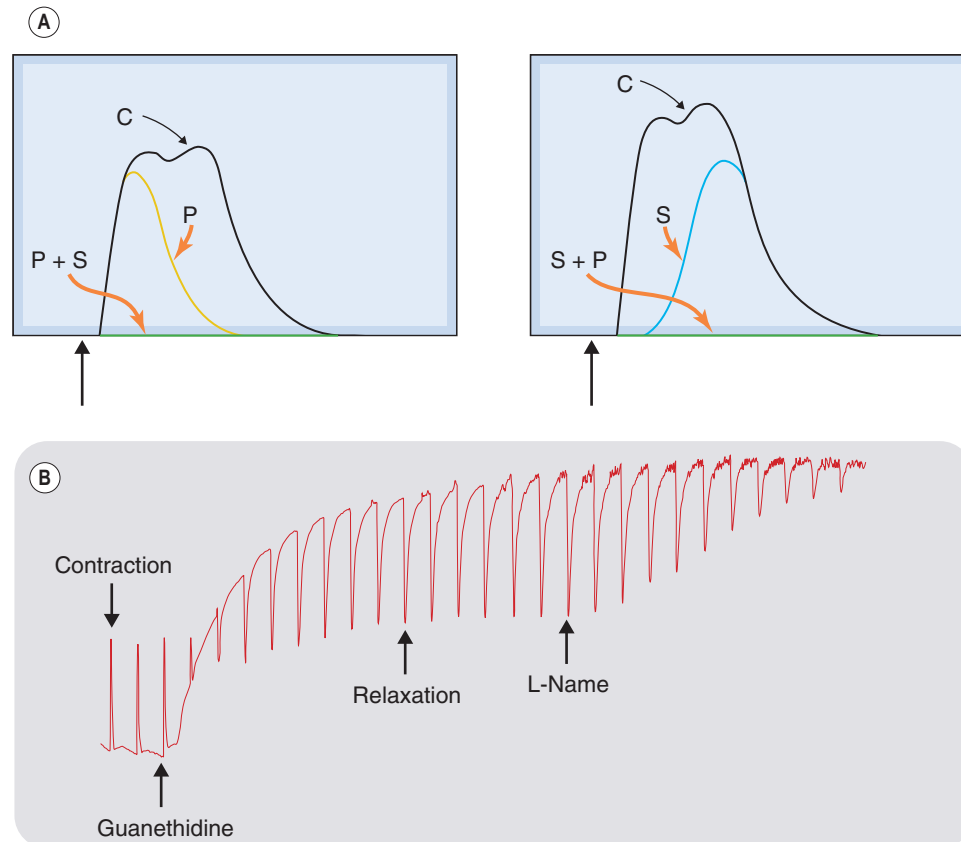 A
C
P
P + S
C
S
S + P
B
Contraction
Relaxation
L-Name
Guanethidine